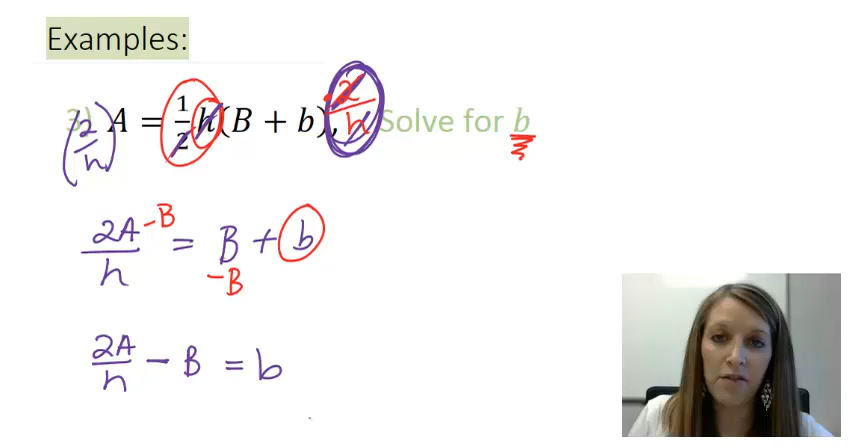 Examples:
3) (2/h) A = 1/2 h(B + b), · 2/h Solve for b
2A/h -B = B + b
-B
2A/h - B = b